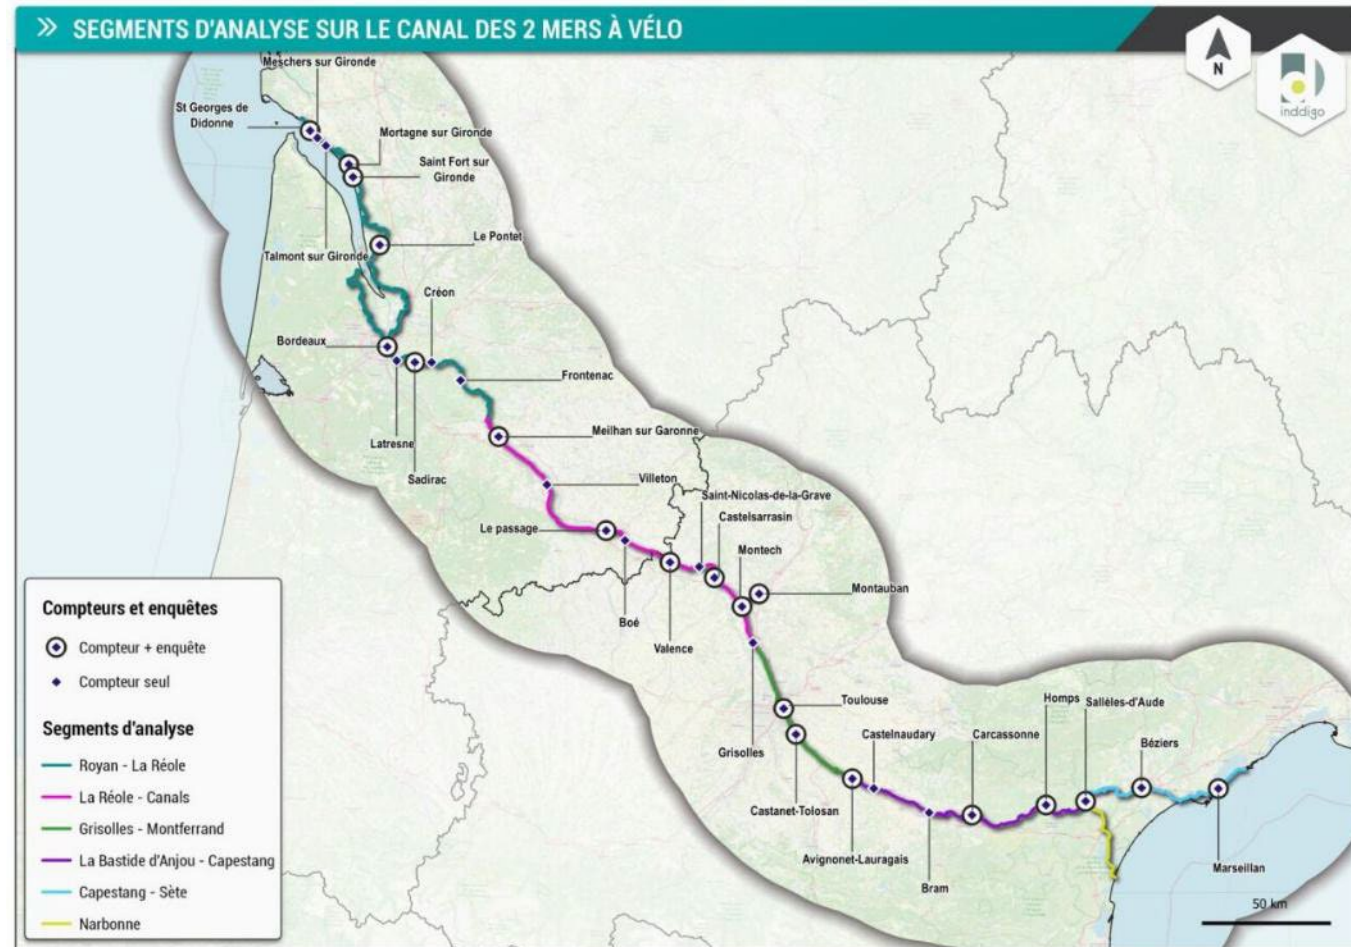 >> SEGMENTS D'ANALYSE SUR LE CANAL DES 2 MERS À VÉLO
N
inddigo
Meschers sur Gironde
St Georges de
Didonne
Mortagne sur Gironde
Saint Fort sur
Gironde
Le Pontet
Talmont sur Gironde
Créon
Bordeaux
Frontenac
Latresne
Sadirac
Meilhan sur Garonne
Villeton
Saint-Nicolas-de-la-Grave
Castelsarrasin
Le passage
Montech
Montauban
Boé
Valence
Toulouse
Grisolles
Castelnaudary
Carcassonne
Homps
Sallèles-d'Aude
Béziers
Castanet-Tolosan
Avignonet-Lauragais
Bram
Marseillan
50 km
Compteurs et enquêtes
Compteur + enquête
Compteur seul
Segments d'analyse
Royan - La Réole
La Réole - Canals
Grisolles - Montferrand
La Bastide d'Anjou - Capestang
Capestang - Sète
Narbonne